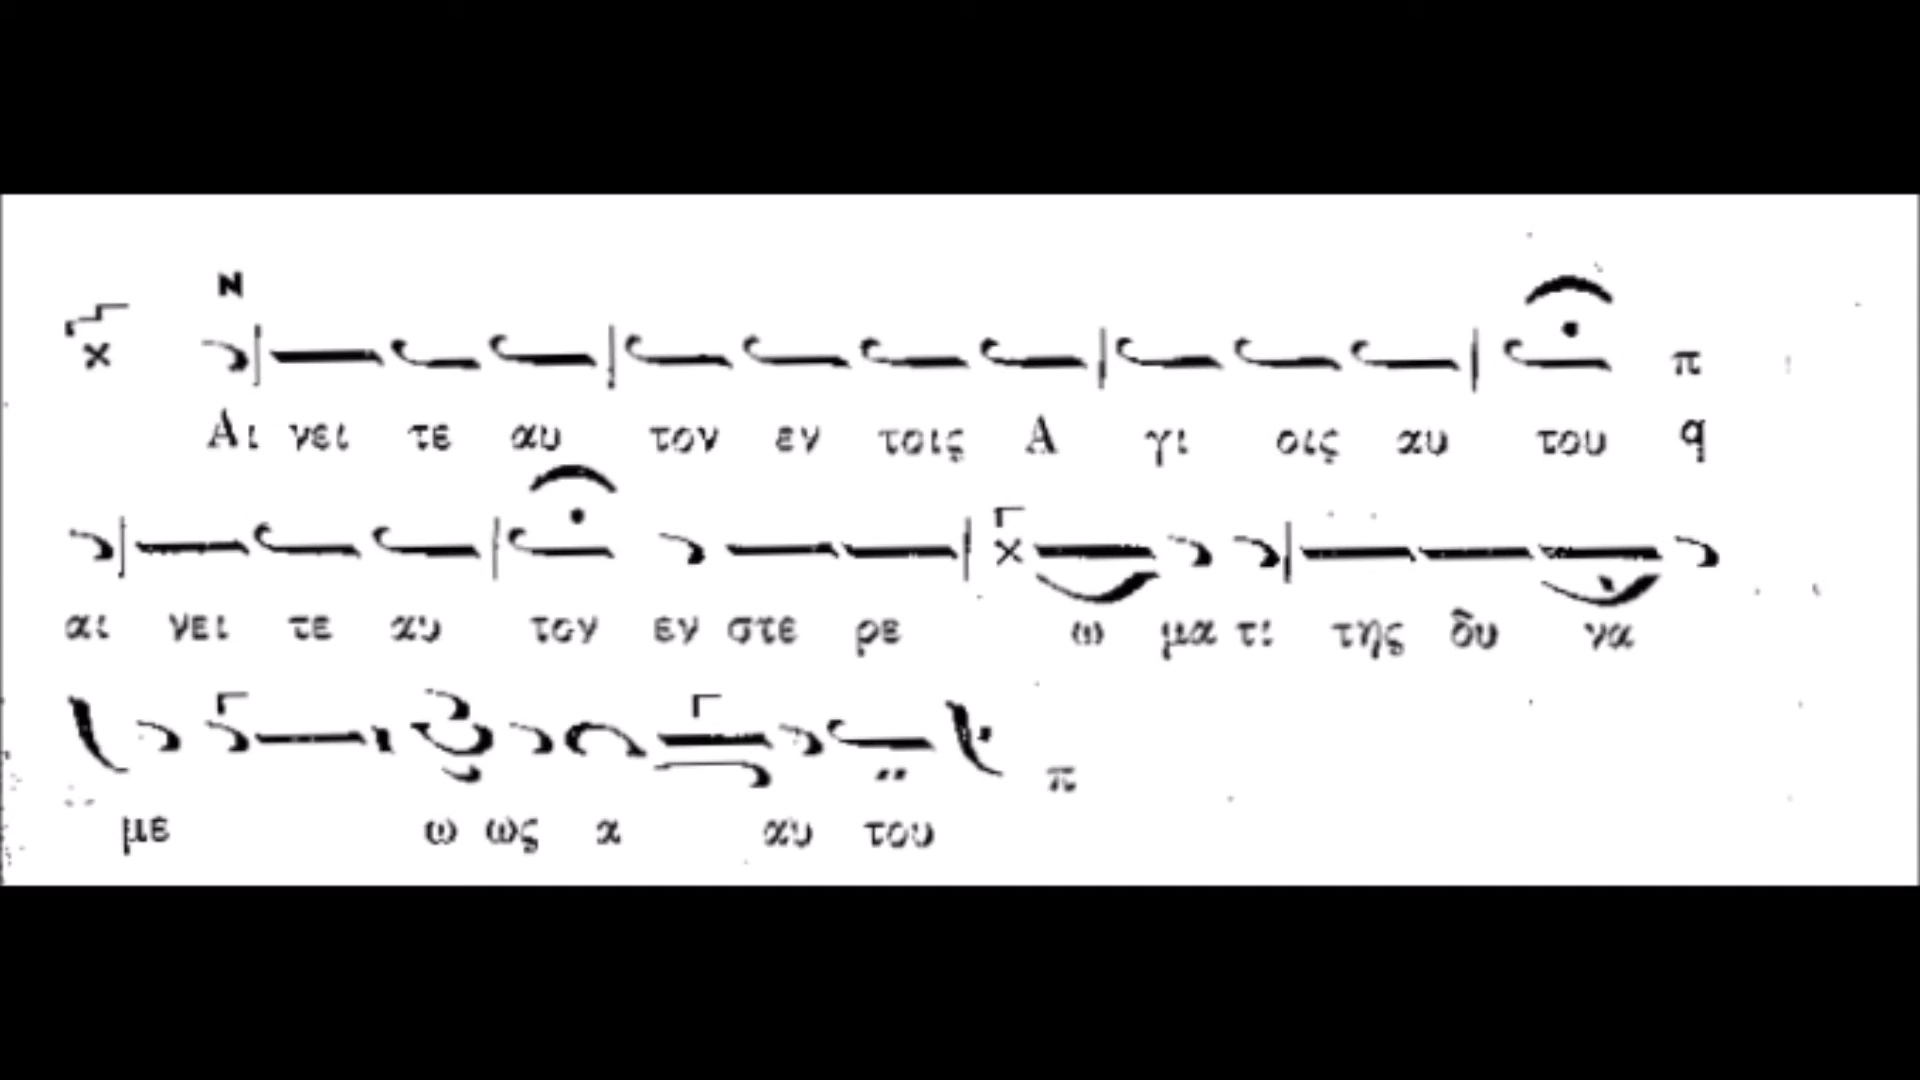 Ν
Αι νει τε αυ τον εν τοις Α γι οις αυ του π q
αι νει τε αυ τον εν στε ρε ω μα τι της δυ να
με ω ως α αυ του π